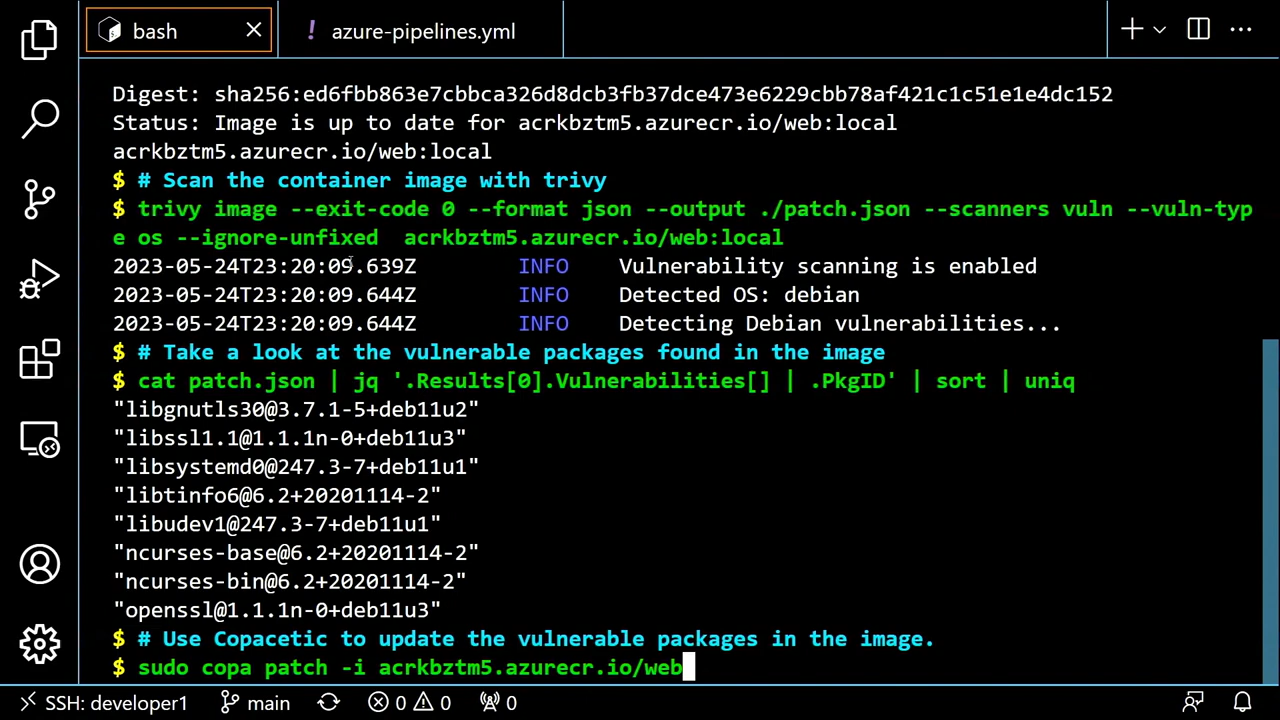 bash
! azure-pipelines.yml
Digest: sha256:ed6fbb863e7cbbca326d8dcb3fb37dce473e6229cbb78af421c1c51e1e4dc152
Status: Image is up to date for acrkbztm5.azurecr.io/web:local
acrkbztm5.azurecr.io/web:local
$ # Scan the container image with trivy
$ trivy image --exit-code 0 --format json --output ./patch.json --scanners vuln --vuln-typ
e os --ignore-unfixed  acrkbztm5.azurecr.io/web:local
2023-05-24T23:20:09.639Z        INFO    Vulnerability scanning is enabled
2023-05-24T23:20:09.644Z        INFO    Detected OS: debian
2023-05-24T23:20:09.644Z        INFO    Detecting Debian vulnerabilities...
$ # Take a look at the vulnerable packages found in the image
$ cat patch.json | jq '.Results[0].Vulnerabilities[] | .PkgID' | sort | uniq
"libgnutls30@3.7.1-5+deb11u2"
"libssl1.1@1.1.1n-0+deb11u3"
"libsystemd0@247.3-7+deb11u1"
"libtinfo6@6.2+20201114-2"
"libudev1@247.3-7+deb11u1"
"ncurses-base@6.2+20201114-2"
"ncurses-bin@6.2+20201114-2"
"openssl@1.1.1n-0+deb11u3"
$ # Use Copacetic to update the vulnerable packages in the image.
$ sudo copa patch -i acrkbztm5.azurecr.io/web
SSH: developer1 main 0 0 0